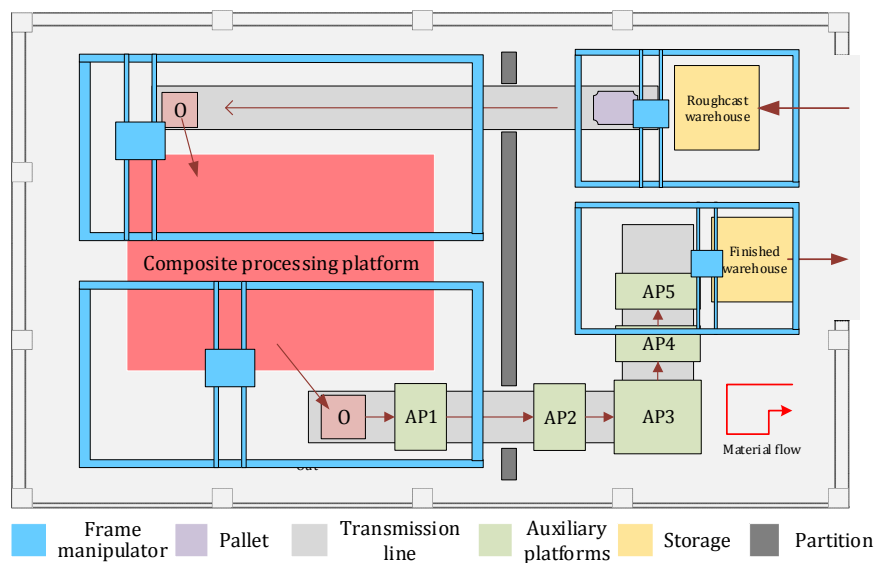 O
Roughcast
warehouse
Composite processing platform
Finished
warehouse
AP5
AP4
O
AP1
AP2
AP3
Material flow
Frame
manipulator
Pallet
Transmission
line
Auxiliary
platforms
Storage
Partition